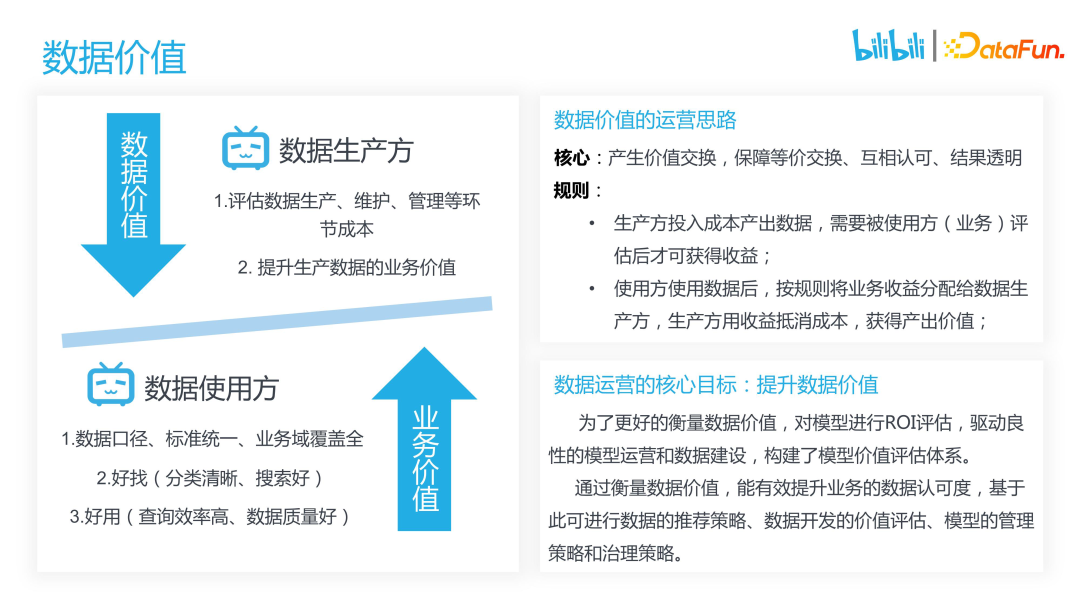 数据价值
bilibili
DataFun.
数据价值
数据生产方
1.评估数据生产、维护、管理等环
节成本
2. 提升生产数据的业务价值
数据使用方
1.数据口径、标准统一、业务域覆盖全
2.好找（分类清晰、搜索好）
3.好用（查询效率高、数据质量好）
业务价值
数据价值的运营思路
核心：产生价值交换，保障等价交换、互相认可、结果透明
规则：
• 生产方投入成本产出数据，需要被使用方（业务）评
估后才可获得收益；
• 使用方使用数据后，按规则将业务收益分配给数据生
产方，生产方用收益抵消成本，获得产出价值；
数据运营的核心目标：提升数据价值
为了更好的衡量数据价值，对模型进行ROI评估，驱动良
性的模型运营和数据建设，构建了模型价值评估体系。
通过衡量数据价值，能有效提升业务的数据认可度，基于
此可进行数据的推荐策略、数据开发的价值评估、模型的管理
策略和治理策略。